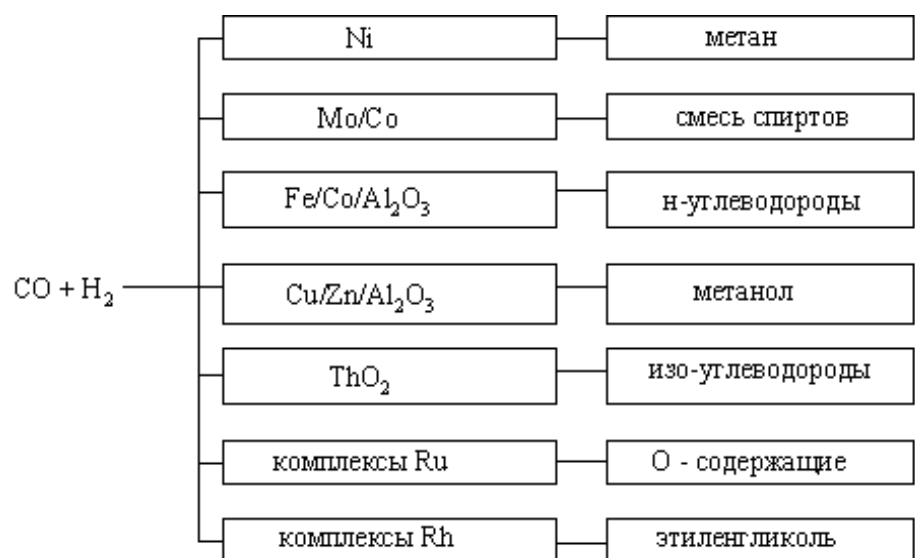 Ni
метан
Mo/Co
смесь спиртов
Fe/Co/Al₂O₃
н-углеводороды
CO + H₂
Cu/Zn/Al₂O₃
метанол
ThO₂
изо-углеводороды
комплексы Ru
О - содержащие
комплексы Rh
этиленгликоль